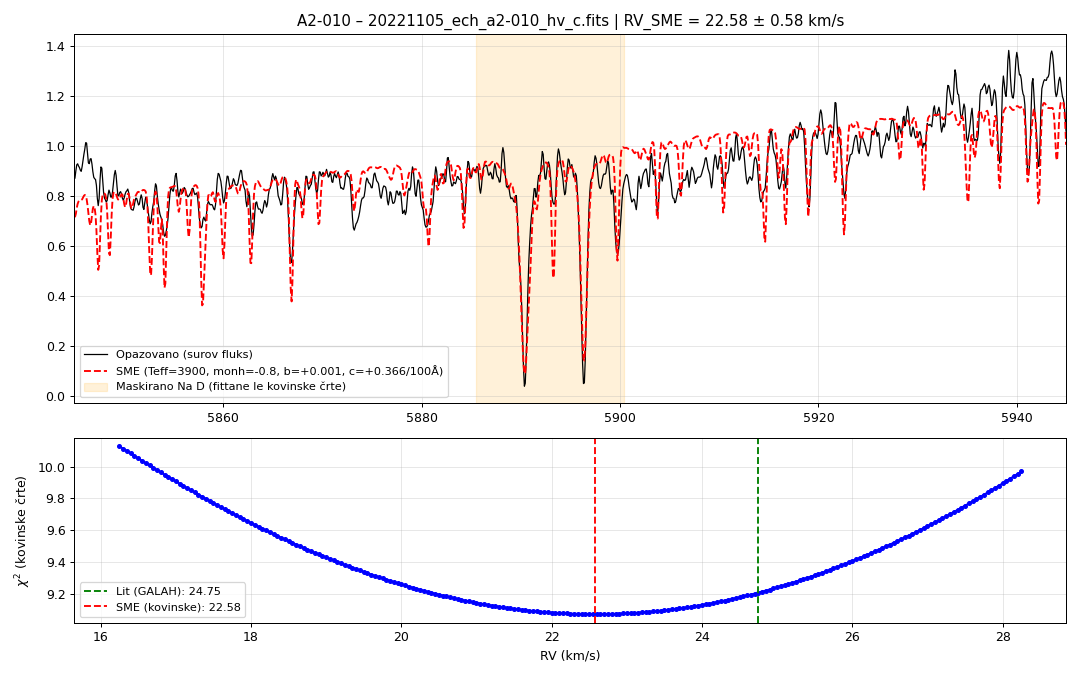 A2-010 – 20221105_ech_a2-010_hv_c.fits | RV_SME = 22.58 ± 0.58 km/s
1.4
1.2
1.0
0.8
0.6
0.4
0.2
0.0
Opazovano (surov fluks)
SME (Teff=3900, monh=-0.8, b=+0.001, c=+0.366/100Å)
Maskirano Na D (fittane le kovinske črte)
5860 5880 5900 5920 5940
χ² (kovinske črte)
10.0
9.8
9.6
9.4
9.2
Lit (GALAH): 24.75
SME (kovinske): 22.58
16 18 20 22 24 26 28
RV (km/s)